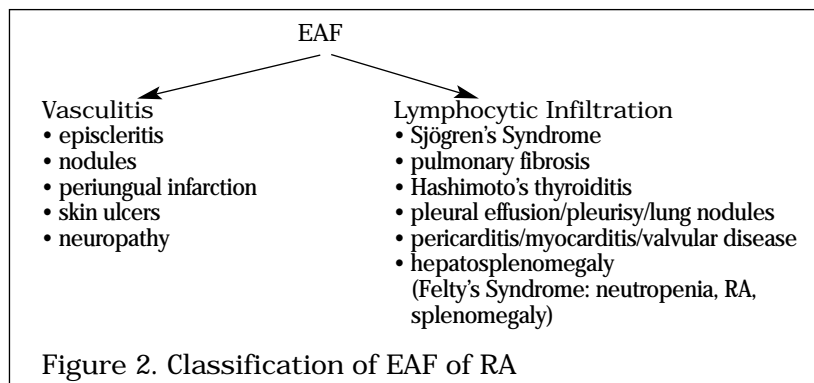 EAF
Vasculitis
• episcleritis
• nodules
• periungual infarction
• skin ulcers
• neuropathy
Lymphocytic Infiltration
• Sjögren's Syndrome
• pulmonary fibrosis
• Hashimoto's thyroiditis
• pleural effusion/pleurisy/lung nodules
• pericarditis/myocarditis/valvular disease
• hepatosplenomegaly
(Felty's Syndrome: neutropenia, RA,
splenomegaly)
Figure 2. Classification of EAF of RA